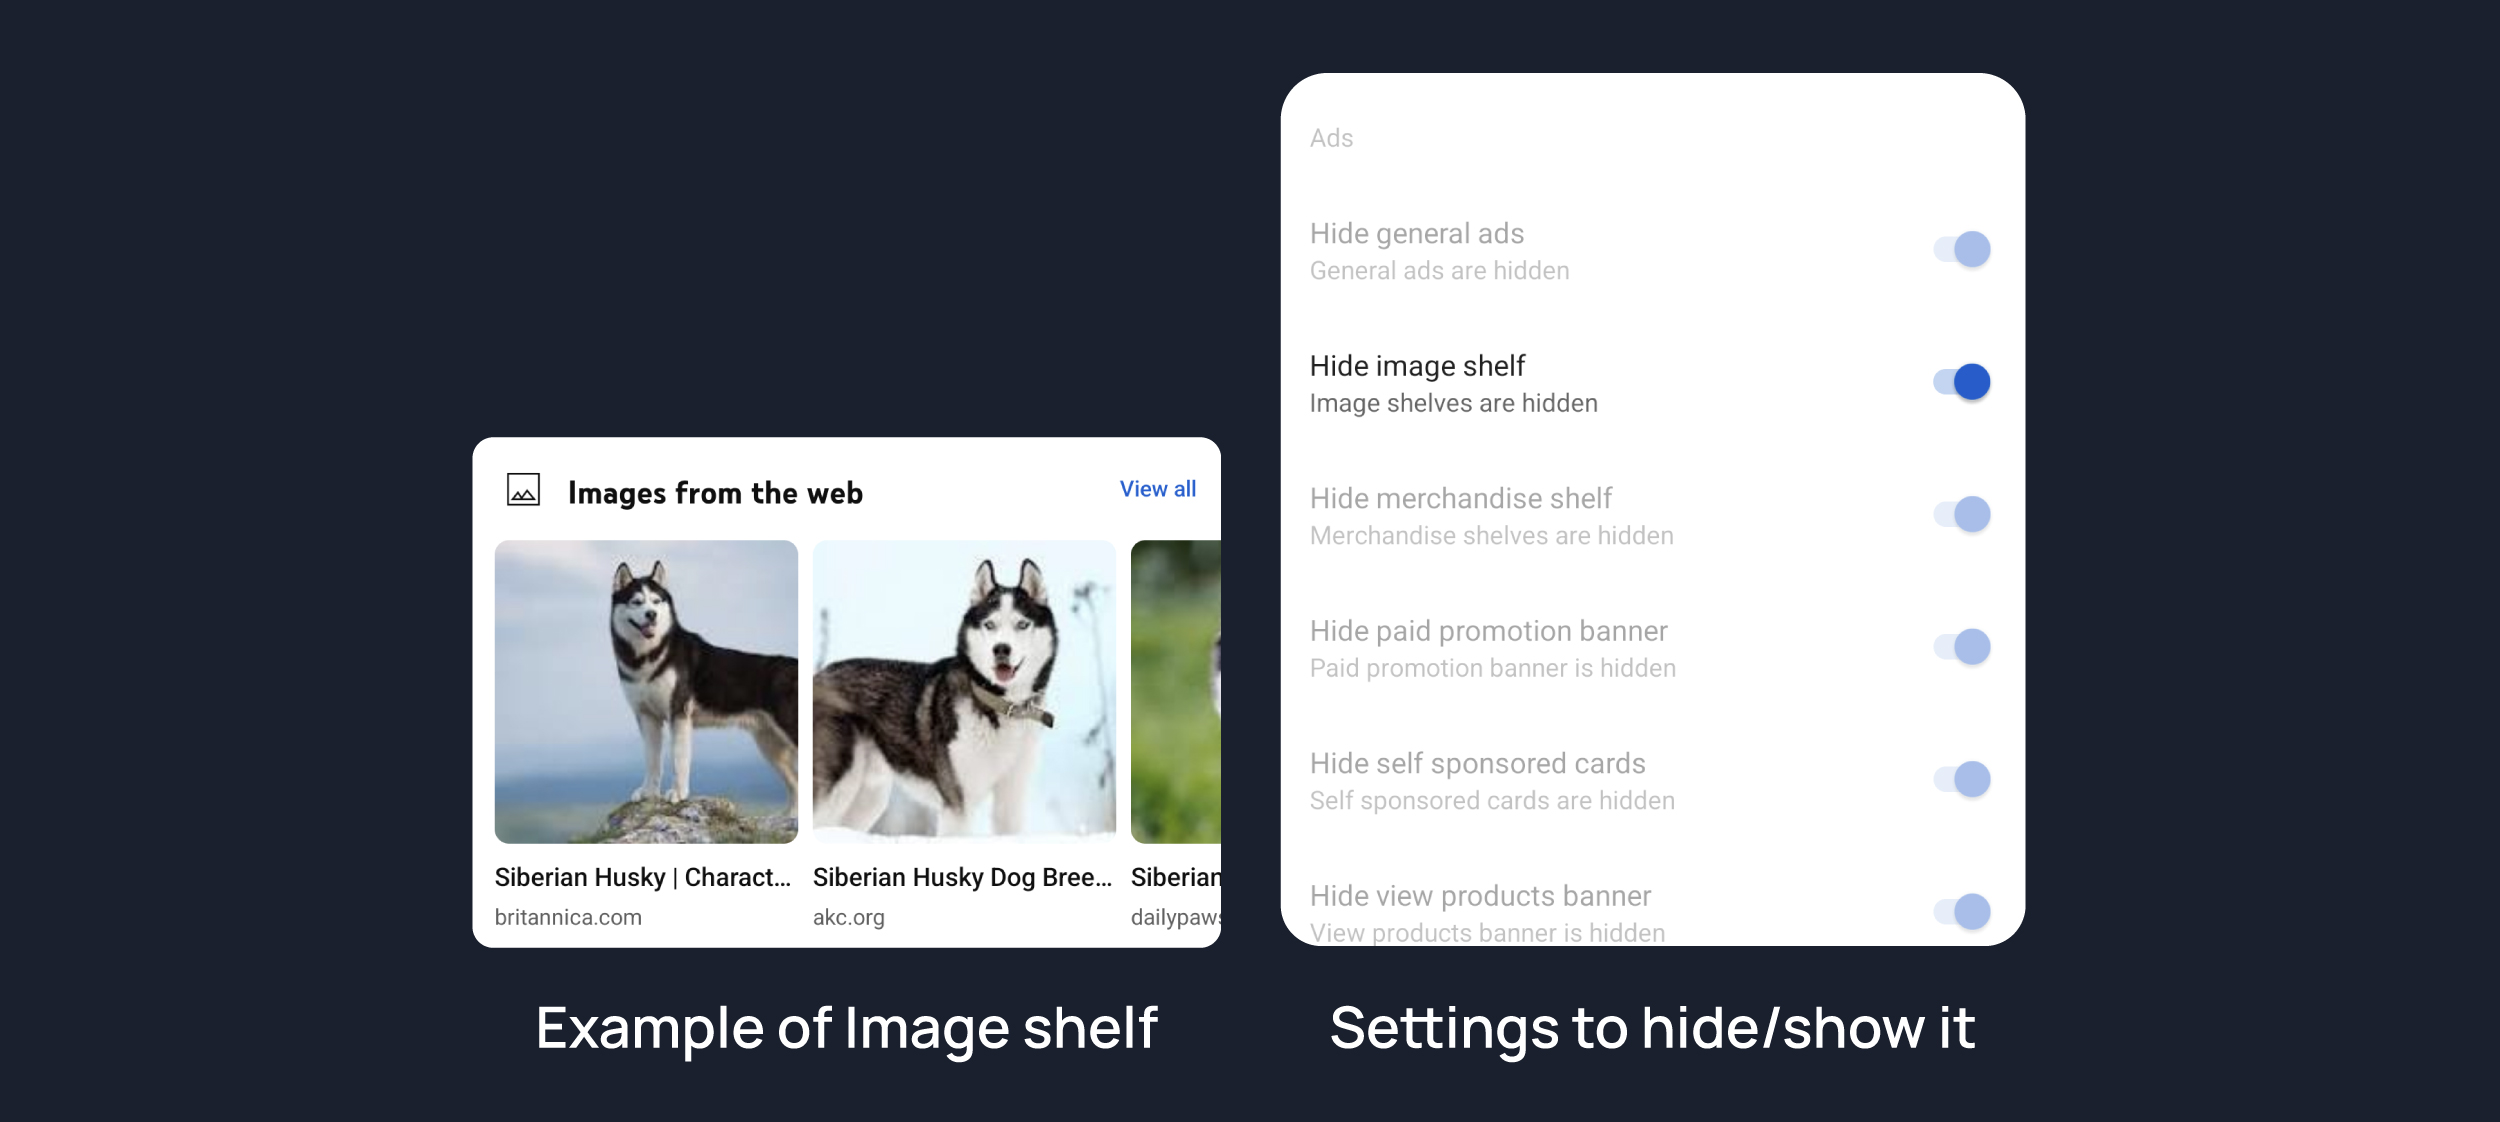 Images from the web
View all
Siberian Husky | Charact...
britannica.com
Siberian Husky Dog Bree...
akc.org
Siberian
dailypaws
Example of Image shelf
Ads
Hide general ads
General ads are hidden
Hide image shelf
Image shelves are hidden
Hide merchandise shelf
Merchandise shelves are hidden
Hide paid promotion banner
Paid promotion banner is hidden
Hide self sponsored cards
Self sponsored cards are hidden
Hide view products banner
View products banner is hidden
Settings to hide/show it